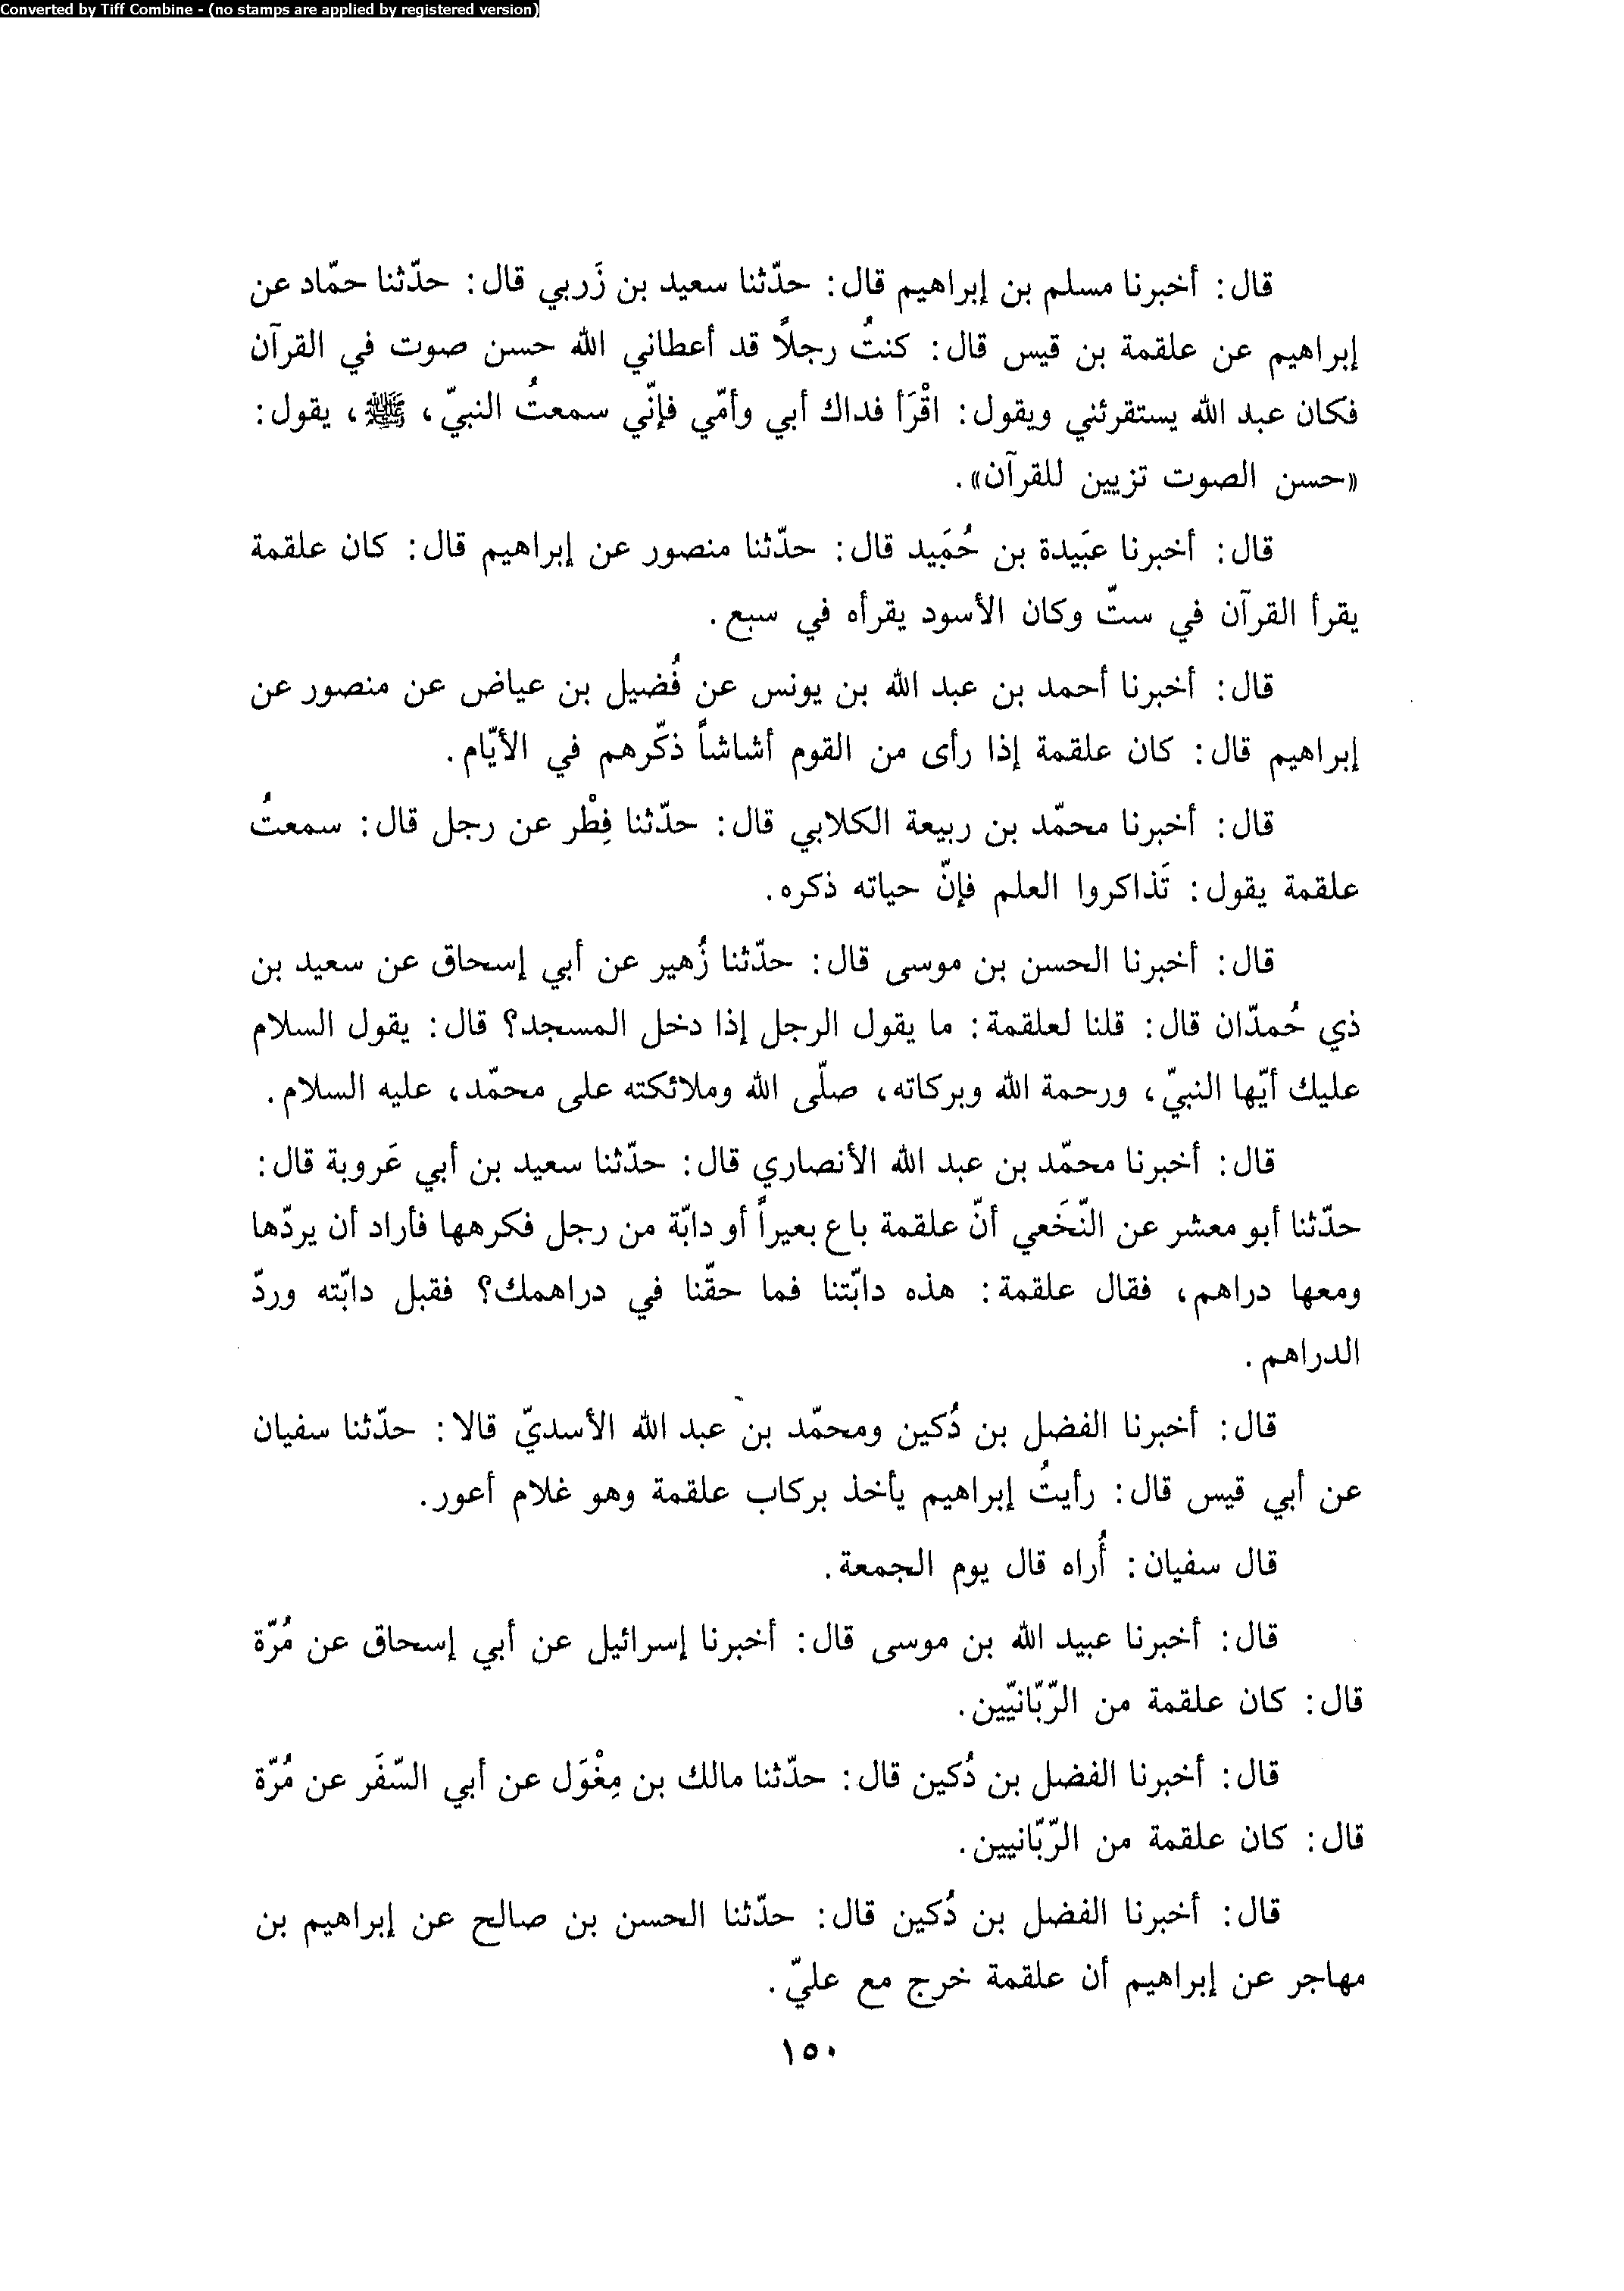 Converted by Tiff Combine - (no stamps are applied by registered version)
قال: أخبرنا مسلم بن إبراهيم قال: حدّثنا سعيد بن زَربي قال: حدّثنا حمّاد عن
إبراهيم عن علقمة بن قيس قال: كنتُ رجلاً قد أعطاني الله حسن صوت في القرآن
فكان عبد الله يستقرئني ويقول: اقْرَأ فداك أبي وأمّي فإنّي سمعتُ النبيّ، ﷺ، يقول:
«حسن الصوت تزيين للقرآن».
قال: أخبرنا عبَيدة بن حُمَيد قال: حدّثنا منصور عن إبراهيم قال: كان علقمة
يقرأ القرآن في ستّ وكان الأسود يقرأه في سبع.
قال: أخبرنا أحمد بن عبد الله بن يونس عن فُضيل بن عياض عن منصور عن
إبراهيم قال: كان علقمة إذا رأى من القوم أشاشاً ذكّرهم في الأيّام.
قال: أخبرنا محمّد بن ربيعة الكلابي قال: حدّثنا فِطْر عن رجل قال: سمعتُ
علقمة يقول: تَذاكروا العلم فإنّ حياته ذكره.
قال: أخبرنا الحسن بن موسى قال: حدّثنا زُهير عن أبي إسحاق عن سعيد بن
ذي حُمدّان قال: قلنا لعلقمة: ما يقول الرجل إذا دخل المسجد؟ قال: يقول السلام
عليك أيّها النبيّ، ورحمة الله وبركاته، صلّى الله وملائكته على محمّد، عليه السلام.
قال: أخبرنا محمّد بن عبد الله الأنصاري قال: حدّثنا سعيد بن أبي عَروبة قال:
حدّثنا أبو معشر عن النّخَعي أنّ علقمة باع بعيراً أو دابّة من رجل فكرهها فأراد أن يردّها
ومعها دراهم، فقال علقمة: هذه دابّتنا فما حقّنا في دراهمك؟ فقبل دابّته وردّ
الدراهم.
قال: أخبرنا الفضل بن دُكين ومحمّد بن عبد الله الأسديّ قالا: حدّثنا سفيان
عن أبي قيس قال: رأيتُ إبراهيم يأخذ بركاب علقمة وهو غلام أعور.
قال سفيان: أُراه قال يوم الجمعة.
قال: أخبرنا عبيد الله بن موسى قال: أخبرنا إسرائيل عن أبي إسحاق عن مُرّة
قال: كان علقمة من الرّبّانيّين.
قال: أخبرنا الفضل بن دُكين قال: حدّثنا مالك بن مِغْوَل عن أبي السّفَر عن مُرّة
قال: كان علقمة من الرّبّانيين.
قال: أخبرنا الفضل بن دُكين قال: حدّثنا الحسن بن صالح عن إبراهيم بن
مهاجر عن إبراهيم أن علقمة خرج مع عليّ.
١٥٠